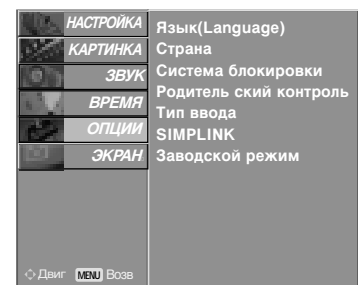 НАСТРОЙКА
КАРТИНКА
ЗВУК
ВРЕМЯ
ОПЦИИ
ЭКРАН
Язык(Language)
Страна
Система блокировки
Родитель ский контроль
Тип ввода
SIMPLINK
Заводской режим
Двиг MENU Возв